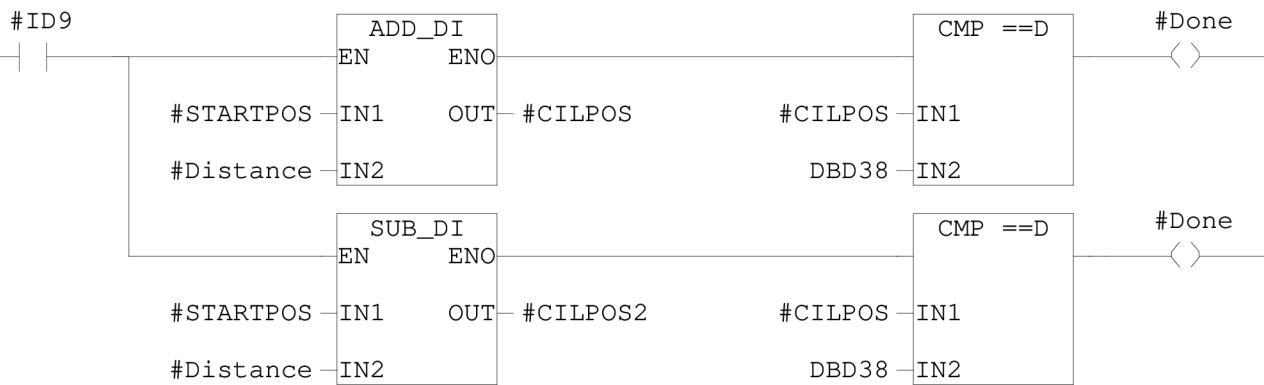 #ID9
ADD_DI
CMP ==D
#Done
EN ENO
#STARTPOS IN1 OUT #CILPOS #CILPOS IN1
#Distance IN2 DBD38 IN2
SUB_DI
CMP ==D
#Done
EN ENO
#STARTPOS IN1 OUT #CILPOS2 #CILPOS IN1
#Distance IN2 DBD38 IN2